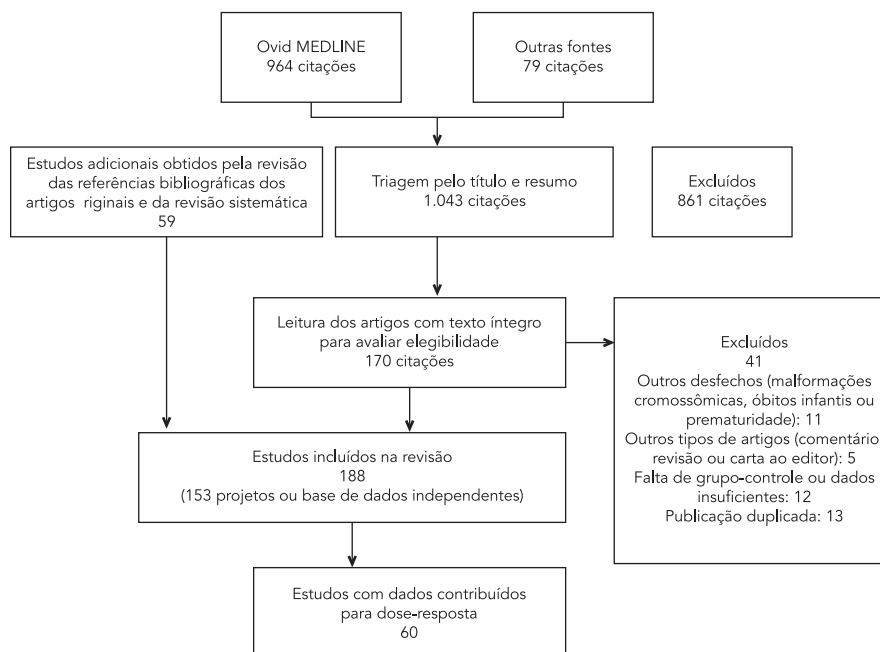 Ovid MEDLINE
964 citações
Outras fontes
79 citações
Estudos adicionais obtidos pela revisão
das referências bibliográficas dos
artigos riginais e da revisão sistemática
59
Triagem pelo título e resumo
1.043 citações
Excluídos
861 citações
Leitura dos artigos com texto íntegro
para avaliar elegibilidade
170 citações
Excluídos
41
Outros desfechos (malformações
cromossômicas, óbitos infantis ou
prematuridade): 11
Outros tipos de artigos (comentário
revisão ou carta ao editor): 5
Falta de grupo-controle ou dados
insuficientes: 12
Publicação duplicada: 13
Estudos incluídos na revisão
188
(153 projetos ou base de dados independentes)
Estudos com dados contribuídos
para dose-resposta
60